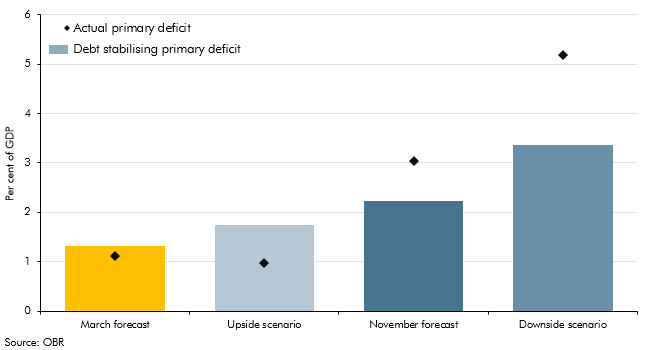 6
5
4
3
2
1
0
Per cent of GDP
Actual primary deficit
Debt stabilising primary deficit
March forecast
Upside scenario
November forecast
Downside scenario
Source: OBR